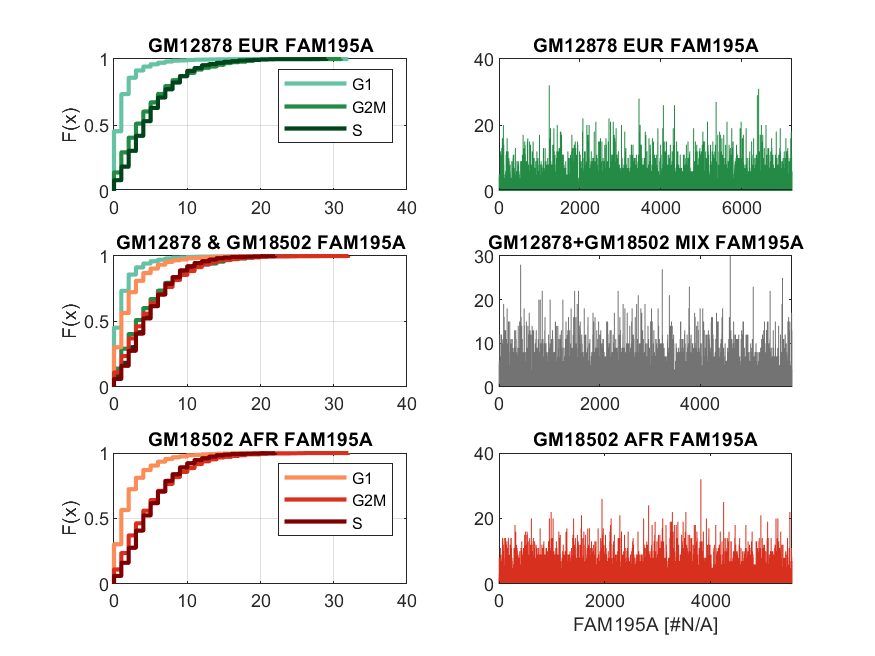 GM12878 EUR FAM195A
1
0.5
0
F(x)
0 10 20 30 40
G1
G2M
S
GM12878 EUR FAM195A
40
20
0
0 2000 4000 6000
GM12878 & GM18502 FAM195A
1
0.5
0
F(x)
0 10 20 30 40
GM12878+GM18502 MIX FAM195A
30
20
10
0
0 2000 4000
GM18502 AFR FAM195A
1
0.5
0
F(x)
0 10 20 30 40
G1
G2M
S
GM18502 AFR FAM195A
40
20
0
0 2000 4000
FAM195A [#N/A]